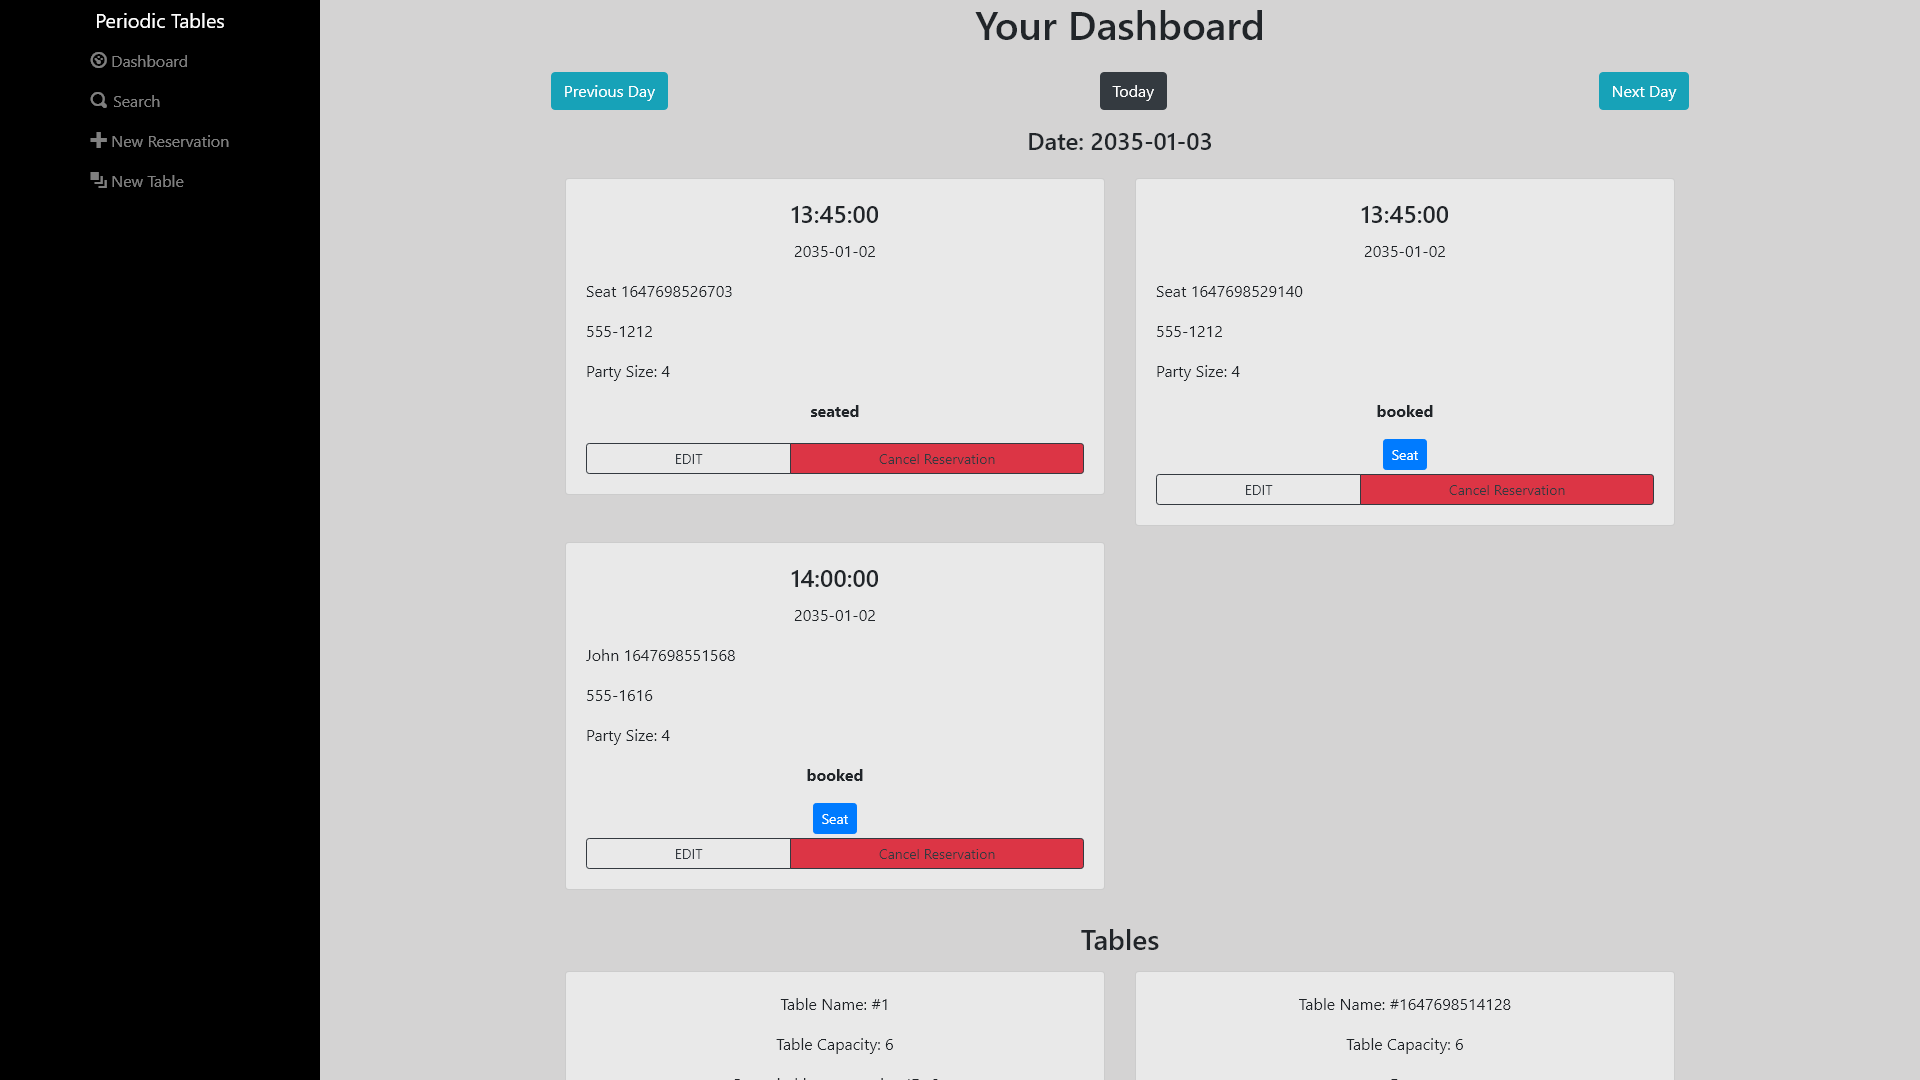 Periodic Tables
Dashboard
Search
New Reservation
New Table
Your Dashboard
Previous Day
Today
Next Day
Date: 2035-01-03
13:45:00
2035-01-02
Seat 1647698526703
555-1212
Party Size: 4
seated
EDIT
Cancel Reservation
13:45:00
2035-01-02
Seat 1647698529140
555-1212
Party Size: 4
booked
Seat
EDIT
Cancel Reservation
14:00:00
2035-01-02
John 1647698551568
555-1616
Party Size: 4
booked
Seat
EDIT
Cancel Reservation
Tables
Table Name: #1
Table Capacity: 6
Table Name: #1647698514128
Table Capacity: 6